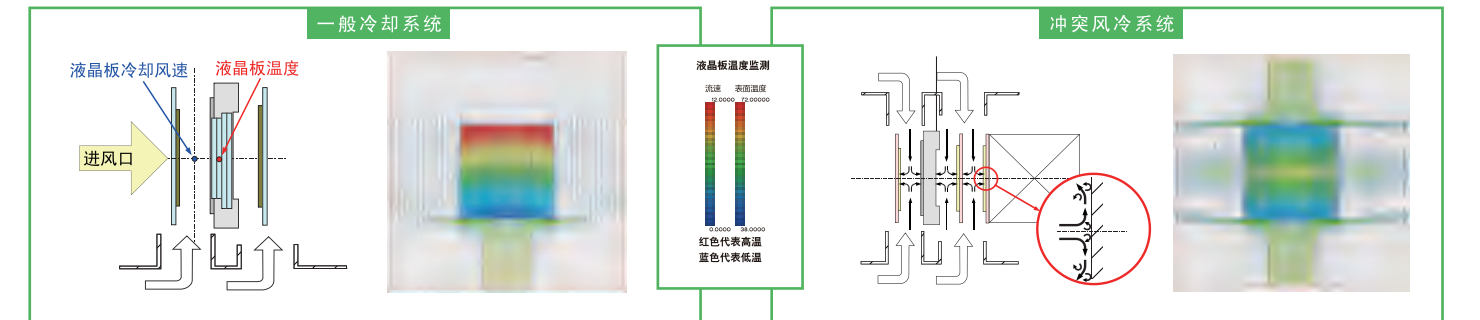 一般冷却系统
液晶板冷却风速
液晶板温度
进风口
液晶板温度监测
流速 表面温度
12.0000 72.00000
0.0000 38.0000
红色代表高温
蓝色代表低温
冲突风冷系统